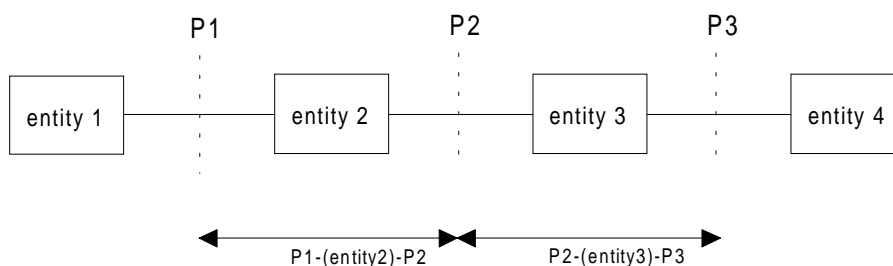 P1 P2 P3
entity 1 entity 2 entity 3 entity 4
P1-(entity2)-P2 P2-(entity3)-P3